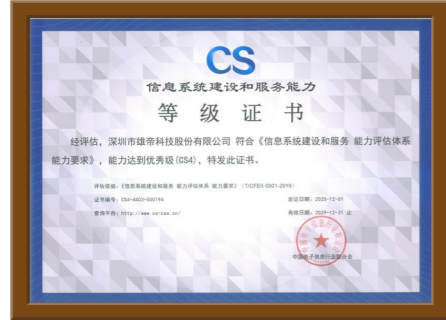 CS
信息系统建设和服务能力
等级证书
经评估，深圳市雄帝科技股份有限公司 符合《信息系统建设和服务 能力评估体系
能力要求》，能力达到优秀级(CS4)，特发此证书。
评估依据：《信息系统建设和服务 能力评估体系 能力要求》（T/CFEII 0001-2019）
证书编号：CS4-4403-000194
发证日期：2025-12-01
查询平台：http://www.cs-cas.cn/
有效日期：2029-12-31 止
中国电子信息行业联合会